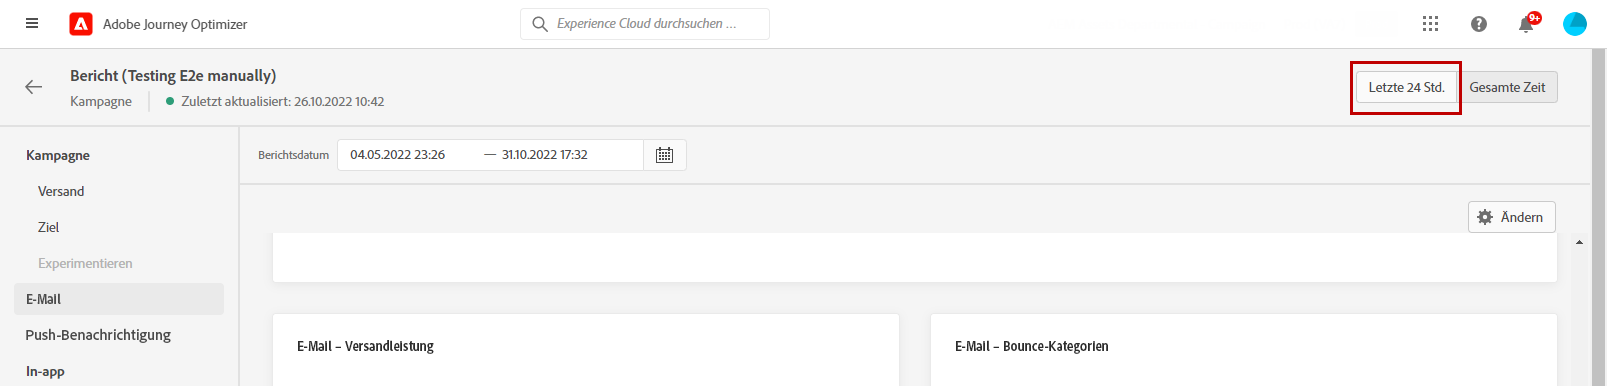 Adobe Journey Optimizer
Experience Cloud durchsuchen ...
9+
Bericht (Testing E2e manually)
Kampagne
Zuletzt aktualisiert: 26.10.2022 10:42
Letzte 24 Std.
Gesamte Zeit
Kampagne
Versand
Ziel
Experimentieren
E-Mail
Push-Benachrichtigung
In-app
Berichtsdatum
04.05.2022 23:26 — 31.10.2022 17:32
Ändern
E-Mail – Versandleistung
E-Mail – Bounce-Kategorien